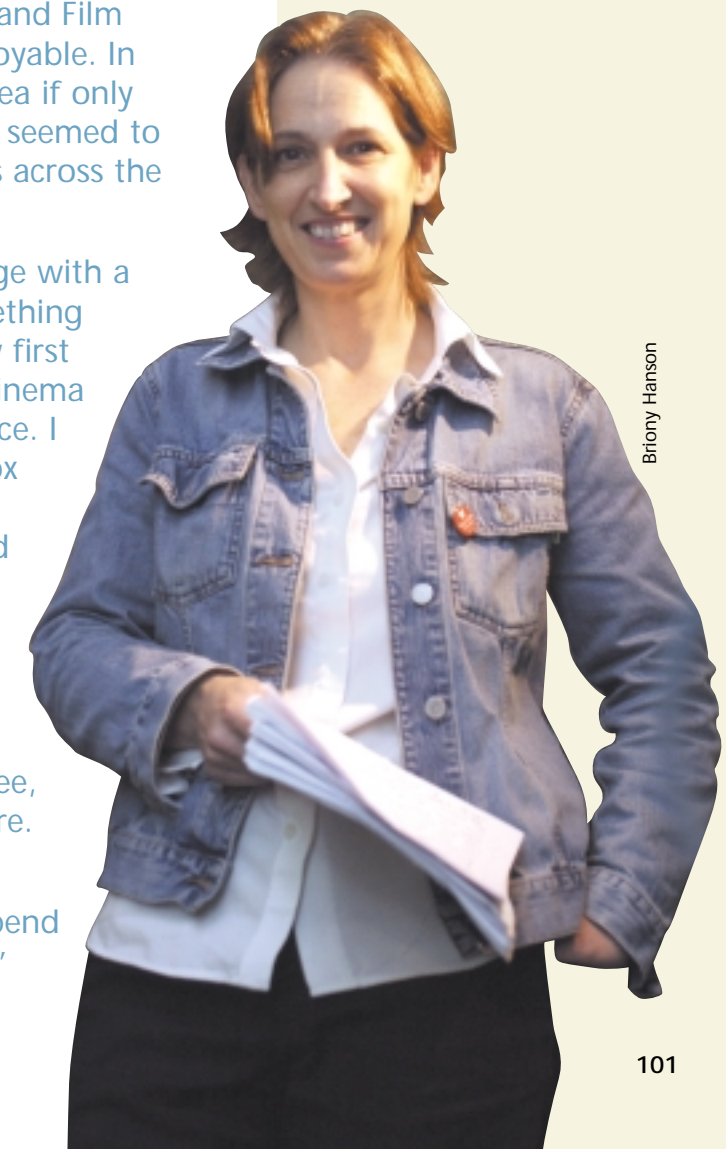 and Film
oyable. In
ea if only
seemed to
s across the
ge with a
ething
first
inema
ce. I
ox
d
ee,
re.
pend
”
Briony Hanson
101